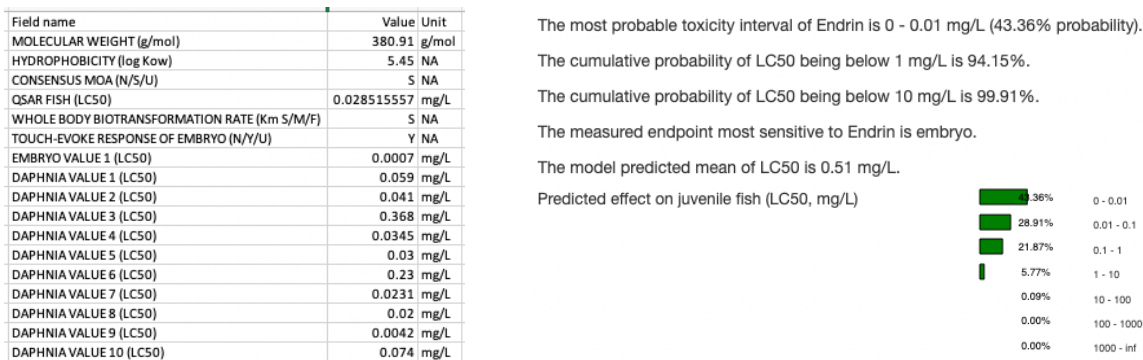 Field name Value Unit
MOLECULAR WEIGHT (g/mol) 380.91 g/mol
HYDROPHOBICITY (log Kow) 5.45 NA
CONSENSUS MOA (N/S/U) S NA
QSAR FISH (LC50) 0.028515557 mg/L
WHOLE BODY BIOTRANSFORMATION RATE (Km S/M/F) S NA
TOUCH-EVOKE RESPONSE OF EMBRYO (N/Y/U) Y NA
EMBRYO VALUE 1 (LC50) 0.0007 mg/L
DAPHNIA VALUE 1 (LC50) 0.059 mg/L
DAPHNIA VALUE 2 (LC50) 0.041 mg/L
DAPHNIA VALUE 3 (LC50) 0.368 mg/L
DAPHNIA VALUE 4 (LC50) 0.0345 mg/L
DAPHNIA VALUE 5 (LC50) 0.03 mg/L
DAPHNIA VALUE 6 (LC50) 0.23 mg/L
DAPHNIA VALUE 7 (LC50) 0.0231 mg/L
DAPHNIA VALUE 8 (LC50) 0.02 mg/L
DAPHNIA VALUE 9 (LC50) 0.0042 mg/L
DAPHNIA VALUE 10 (LC50) 0.074 mg/L
The most probable toxicity interval of Endrin is 0 - 0.01 mg/L (43.36% probability).
The cumulative probability of LC50 being below 1 mg/L is 94.15%.
The cumulative probability of LC50 being below 10 mg/L is 99.91%.
The measured endpoint most sensitive to Endrin is embryo.
The model predicted mean of LC50 is 0.51 mg/L.
Predicted effect on juvenile fish (LC50, mg/L)
43.36% 0 - 0.01
28.91% 0.01 - 0.1
21.87% 0.1 - 1
5.77% 1 - 10
0.09% 10 - 100
0.00% 100 - 1000
0.00% 1000 - inf